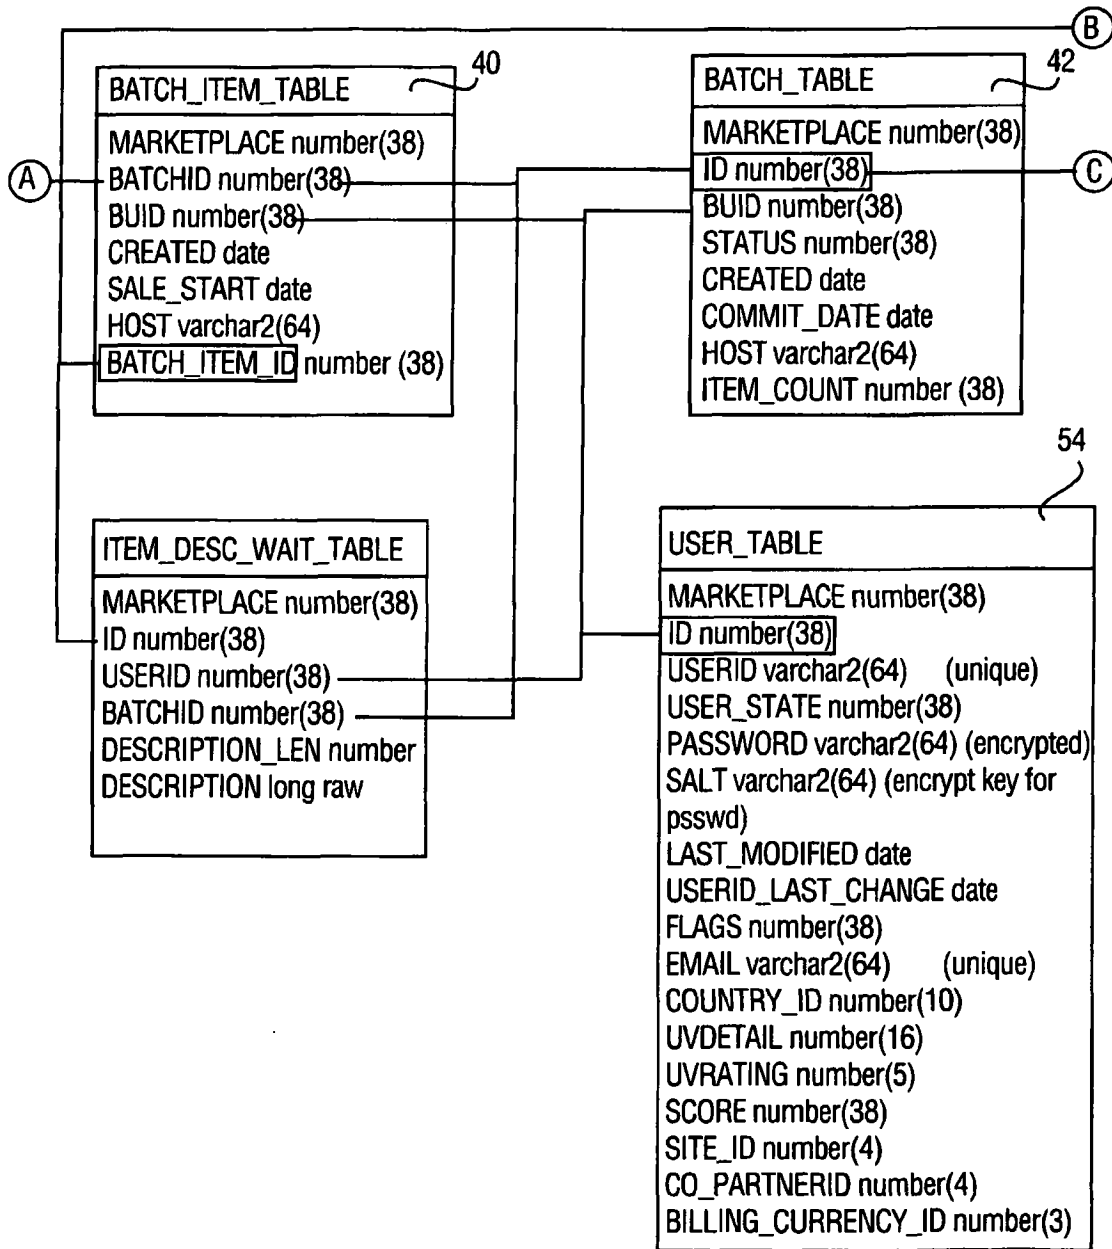 B
BATCH_ITEM_TABLE
40
MARKETPLACE number(38)
A
BATCHID number(38)
BUID number(38)
CREATED date
SALE_START date
HOST varchar2(64)
BATCH_ITEM_ID number (38)
BATCH_TABLE
42
MARKETPLACE number(38)
ID number(38)
C
BUID number(38)
STATUS number(38)
CREATED date
COMMIT_DATE date
HOST varchar2(64)
ITEM_COUNT number (38)
ITEM_DESC_WAIT_TABLE
MARKETPLACE number(38)
ID number(38)
USERID number(38)
BATCHID number(38)
DESCRIPTION_LEN number
DESCRIPTION long raw
54
USER_TABLE
MARKETPLACE number(38)
ID number(38)
USERID varchar2(64) (unique)
USER_STATE number(38)
PASSWORD varchar2(64) (encrypted)
SALT varchar2(64) (encrypt key for
psswd)
LAST_MODIFIED date
USERID_LAST_CHANGE date
FLAGS number(38)
EMAIL varchar2(64) (unique)
COUNTRY_ID number(10)
UVDETAIL number(16)
UVRATING number(5)
SCORE number(38)
SITE_ID number(4)
CO_PARTNERID number(4)
BILLING_CURRENCY_ID number(3)